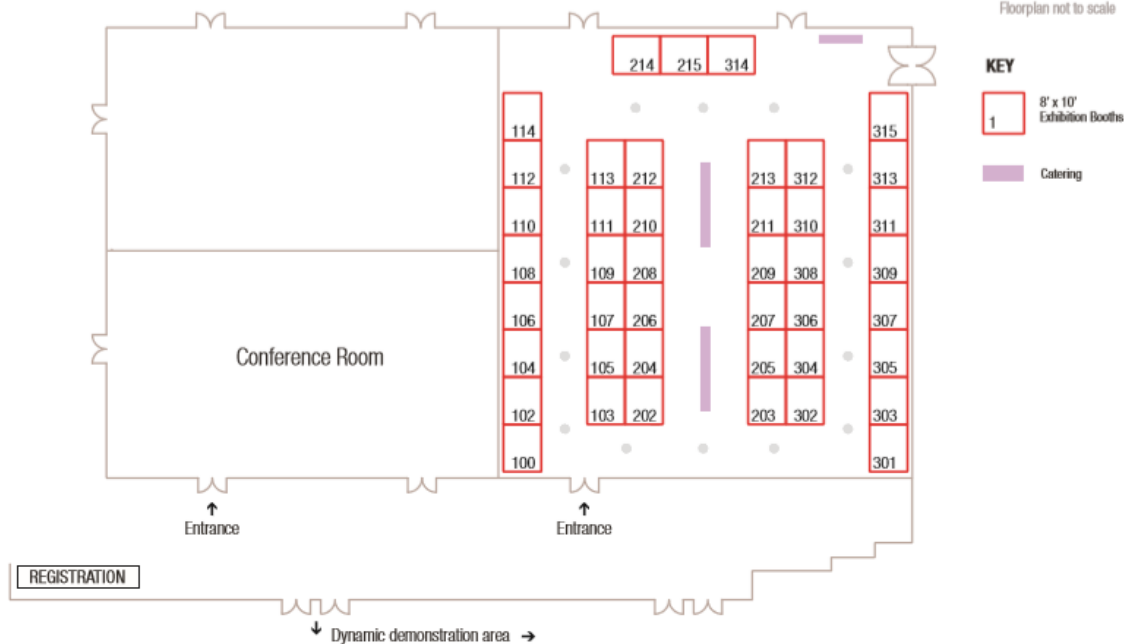 Floorplan not to scale
KEY
1
8' x 10'
Exhibition Booths
Catering
214 215 314
114 315
112 113 212 213 312 313
110 111 210 211 310 311
108 109 208 209 308 309
106 107 206 207 306 307
Conference Room
104 105 204 205 304 305
102 103 202 203 302 303
100 301
↑ ↑
Entrance Entrance
REGISTRATION
↓ Dynamic demonstration area →